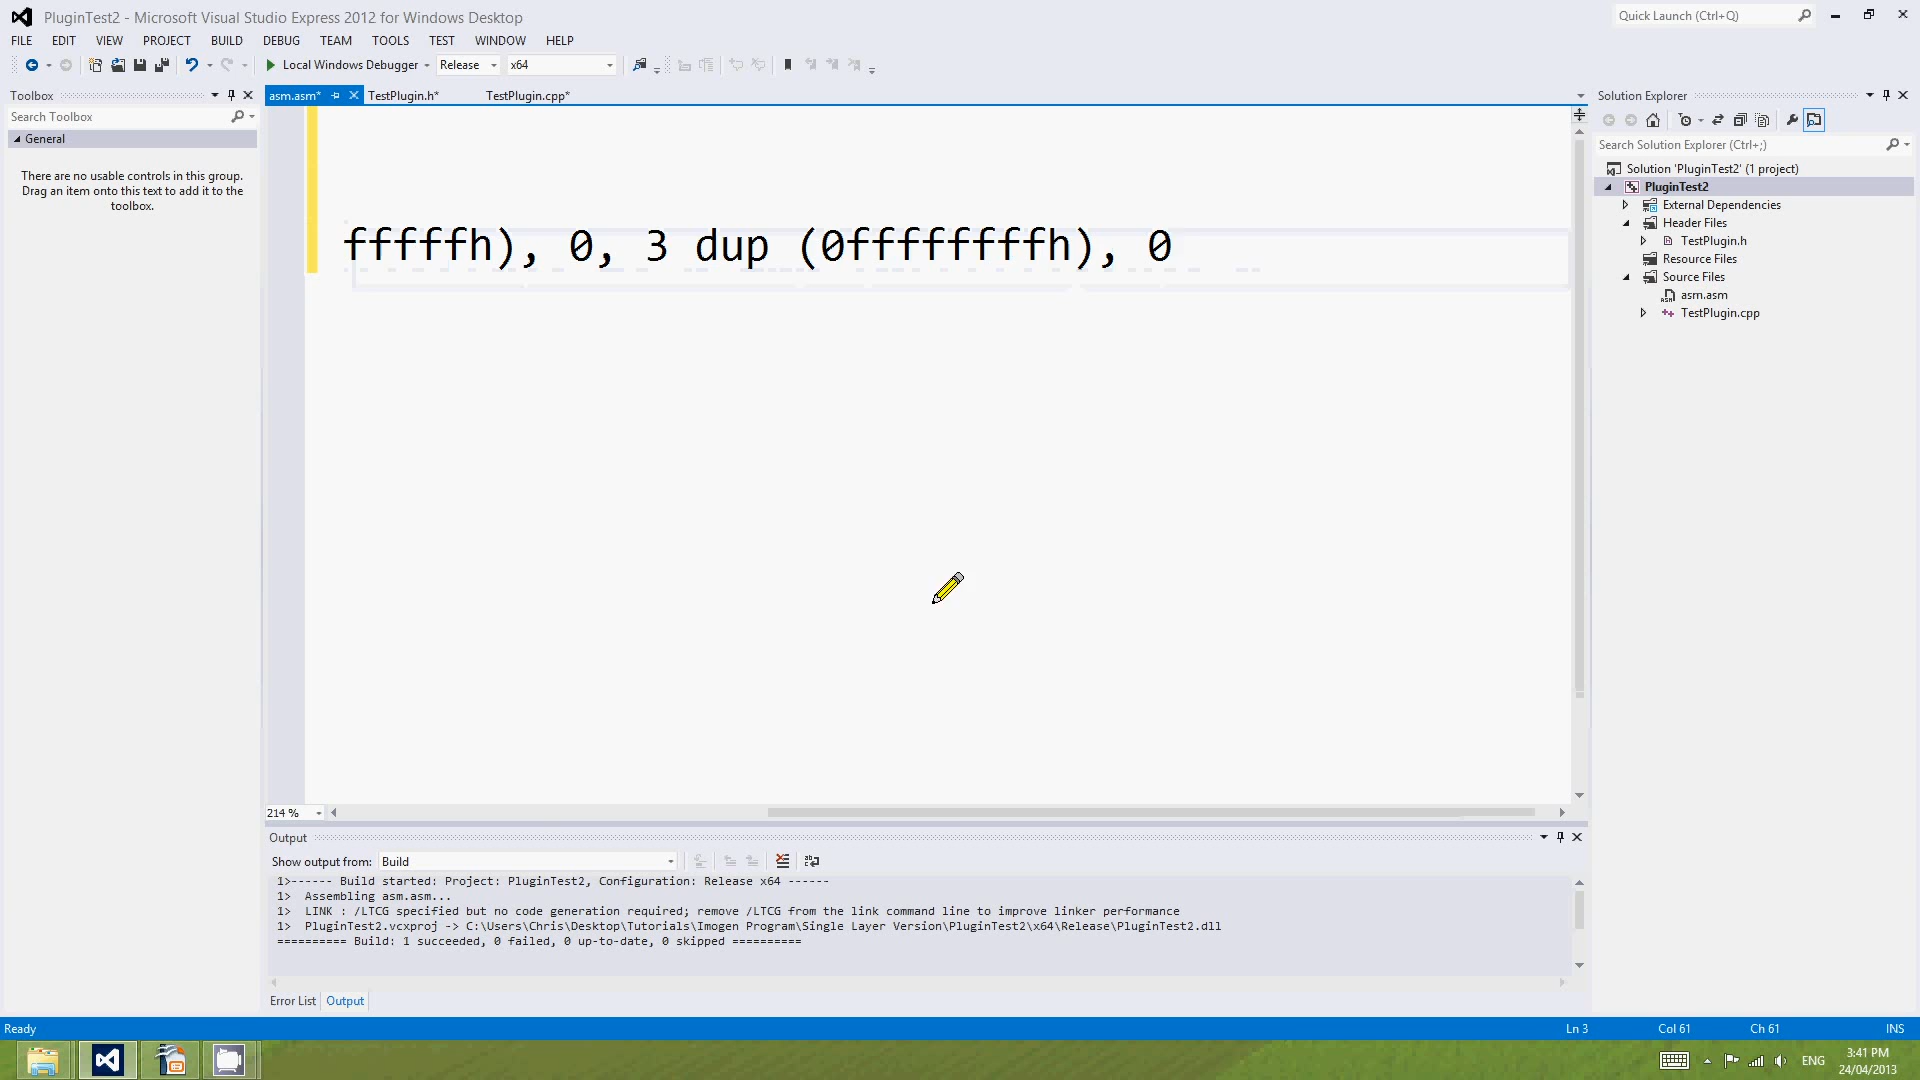 PluginTest2 - Microsoft Visual Studio Express 2012 for Windows Desktop
Quick Launch (Ctrl+Q)
FILE EDIT VIEW PROJECT BUILD DEBUG TEAM TOOLS TEST WINDOW HELP
Local Windows Debugger Release x64
Toolbox
asm.asm* TestPlugin.h* TestPlugin.cpp*
Solution Explorer
Search Toolbox
General
There are no usable controls in this group.
Drag an item onto this text to add it to the
toolbox.
fffffh), 0, 3 dup (0ffffffffh), 0
Search Solution Explorer (Ctrl+;)
Solution 'PluginTest2' (1 project)
PluginTest2
External Dependencies
Header Files
TestPlugin.h
Resource Files
Source Files
asm.asm
TestPlugin.cpp
214 %
Output
Show output from: Build
1>------ Build started: Project: PluginTest2, Configuration: Release x64 ------
1>  Assembling asm.asm...
1>  LINK : /LTCG specified but no code generation required; remove /LTCG from the link command line to improve linker performance
1>  PluginTest2.vcxproj -> C:\Users\Chris\Desktop\Tutorials\Imogen Program\Single Layer Version\PluginTest2\x64\Release\PluginTest2.dll
========== Build: 1 succeeded, 0 failed, 0 up-to-date, 0 skipped ==========
Error List Output
Ready Ln 3 Col 61 Ch 61 INS
ENG
3:41 PM
24/04/2013